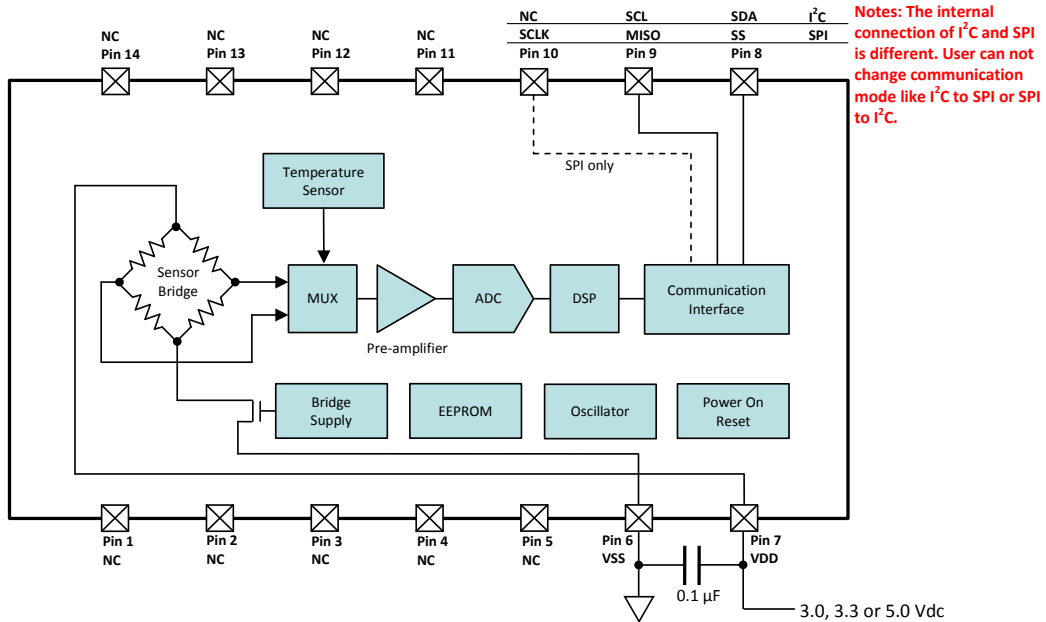 NC SCL SDA I²C
SCLK MISO SS SPI
NC NC NC NC
Pin 14 Pin 13 Pin 12 Pin 11 Pin 10 Pin 9 Pin 8
Notes: The internal
connection of I²C and SPI
is different. User can not
change communication
mode like I²C to SPI or SPI
to I²C.
SPI only
Temperature
Sensor
Sensor
Bridge
MUX
Pre-amplifier
ADC
DSP
Communication
Interface
Bridge
Supply
EEPROM
Oscillator
Power On
Reset
Pin 1 Pin 2 Pin 3 Pin 4 Pin 5 Pin 6 Pin 7
NC NC NC NC NC VSS VDD
0.1 µF
3.0, 3.3 or 5.0 Vdc